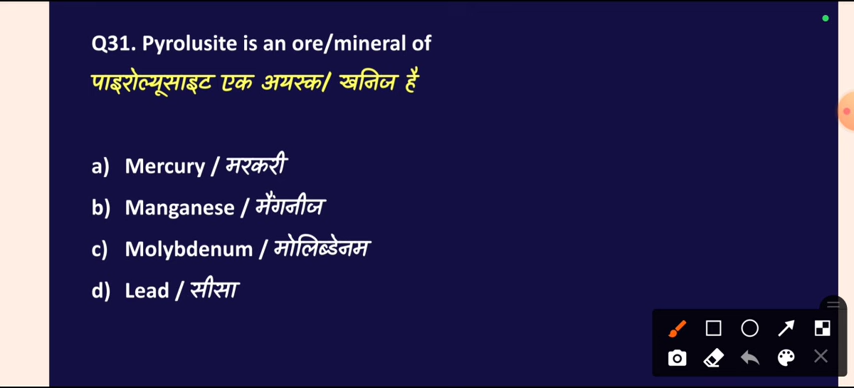 Q31. Pyrolusite is an ore/mineral of
पाइरोल्यूसाइट एक अयस्क/ खनिज है
a) Mercury / मरकरी
b) Manganese / मैंगनीज
c) Molybdenum / मोलिब्डेनम
d) Lead / सीसा